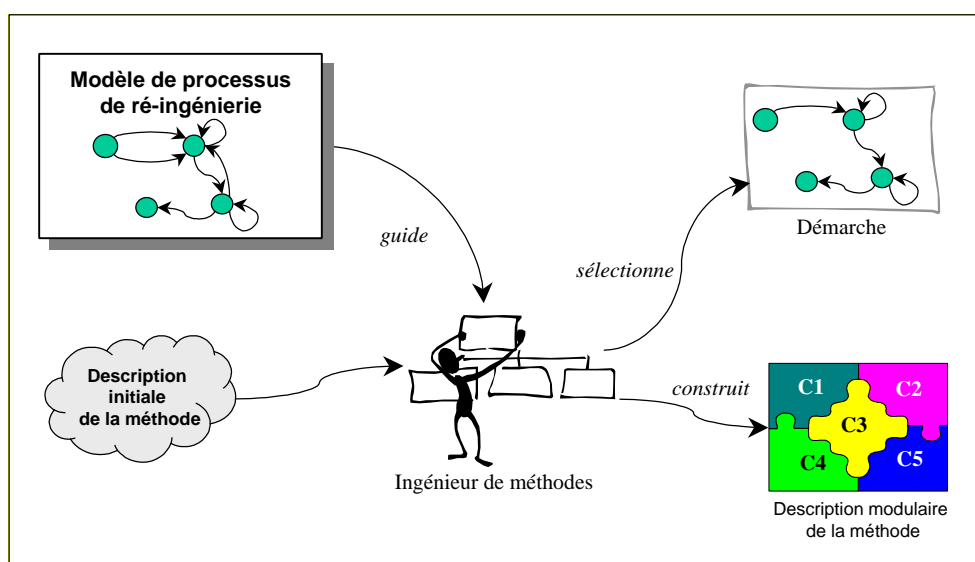 Modèle de processus
de ré-ingénierie
guide
Démarche
sélectionne
Description
initiale
de la méthode
Ingénieur de méthodes
construit
C1
C2
C3
C4
C5
Description modulaire
de la méthode